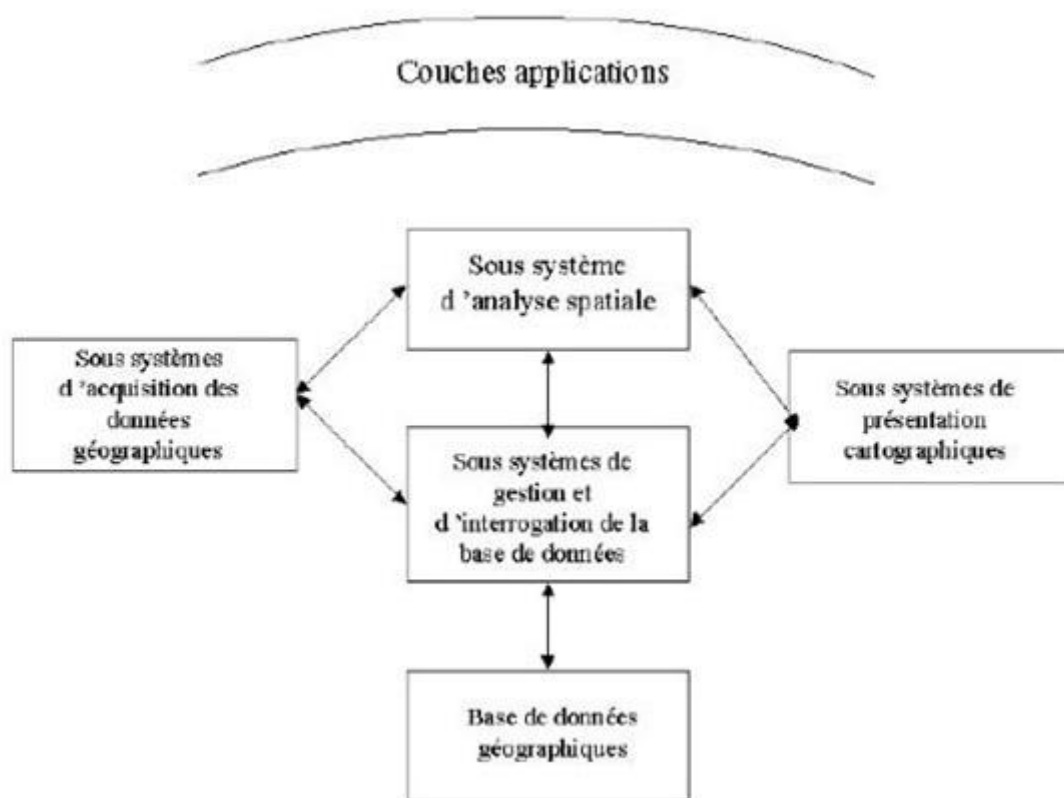 Couches applications
Sous système
d ’analyse spatiale
Sous systèmes
d ’acquisition des
données
géographiques
Sous systèmes de
gestion et
d ’interrogation de la
base de données
Sous systèmes de
présentation
cartographiques
Base de données
géographiques